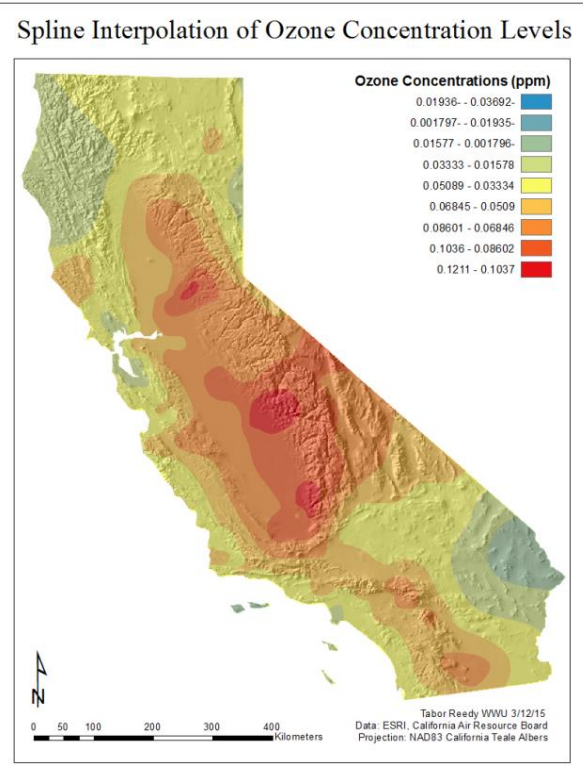 Spline Interpolation of Ozone Concentration Levels
Ozone Concentrations (ppm)
0.01936- - 0.03692-
0.001797- - 0.01935-
0.01577 - 0.001796-
0.03333 - 0.01578
0.05089 - 0.03334
0.06845 - 0.0509
0.08601 - 0.06846
0.1036 - 0.08602
0.1211 - 0.1037
N
0 50 100 200 300 400
Kilometers
Tabor Reedy WWU 3/12/15
Data: ESRI, California Air Resource Board
Projection: NAD83 California Teale Albers